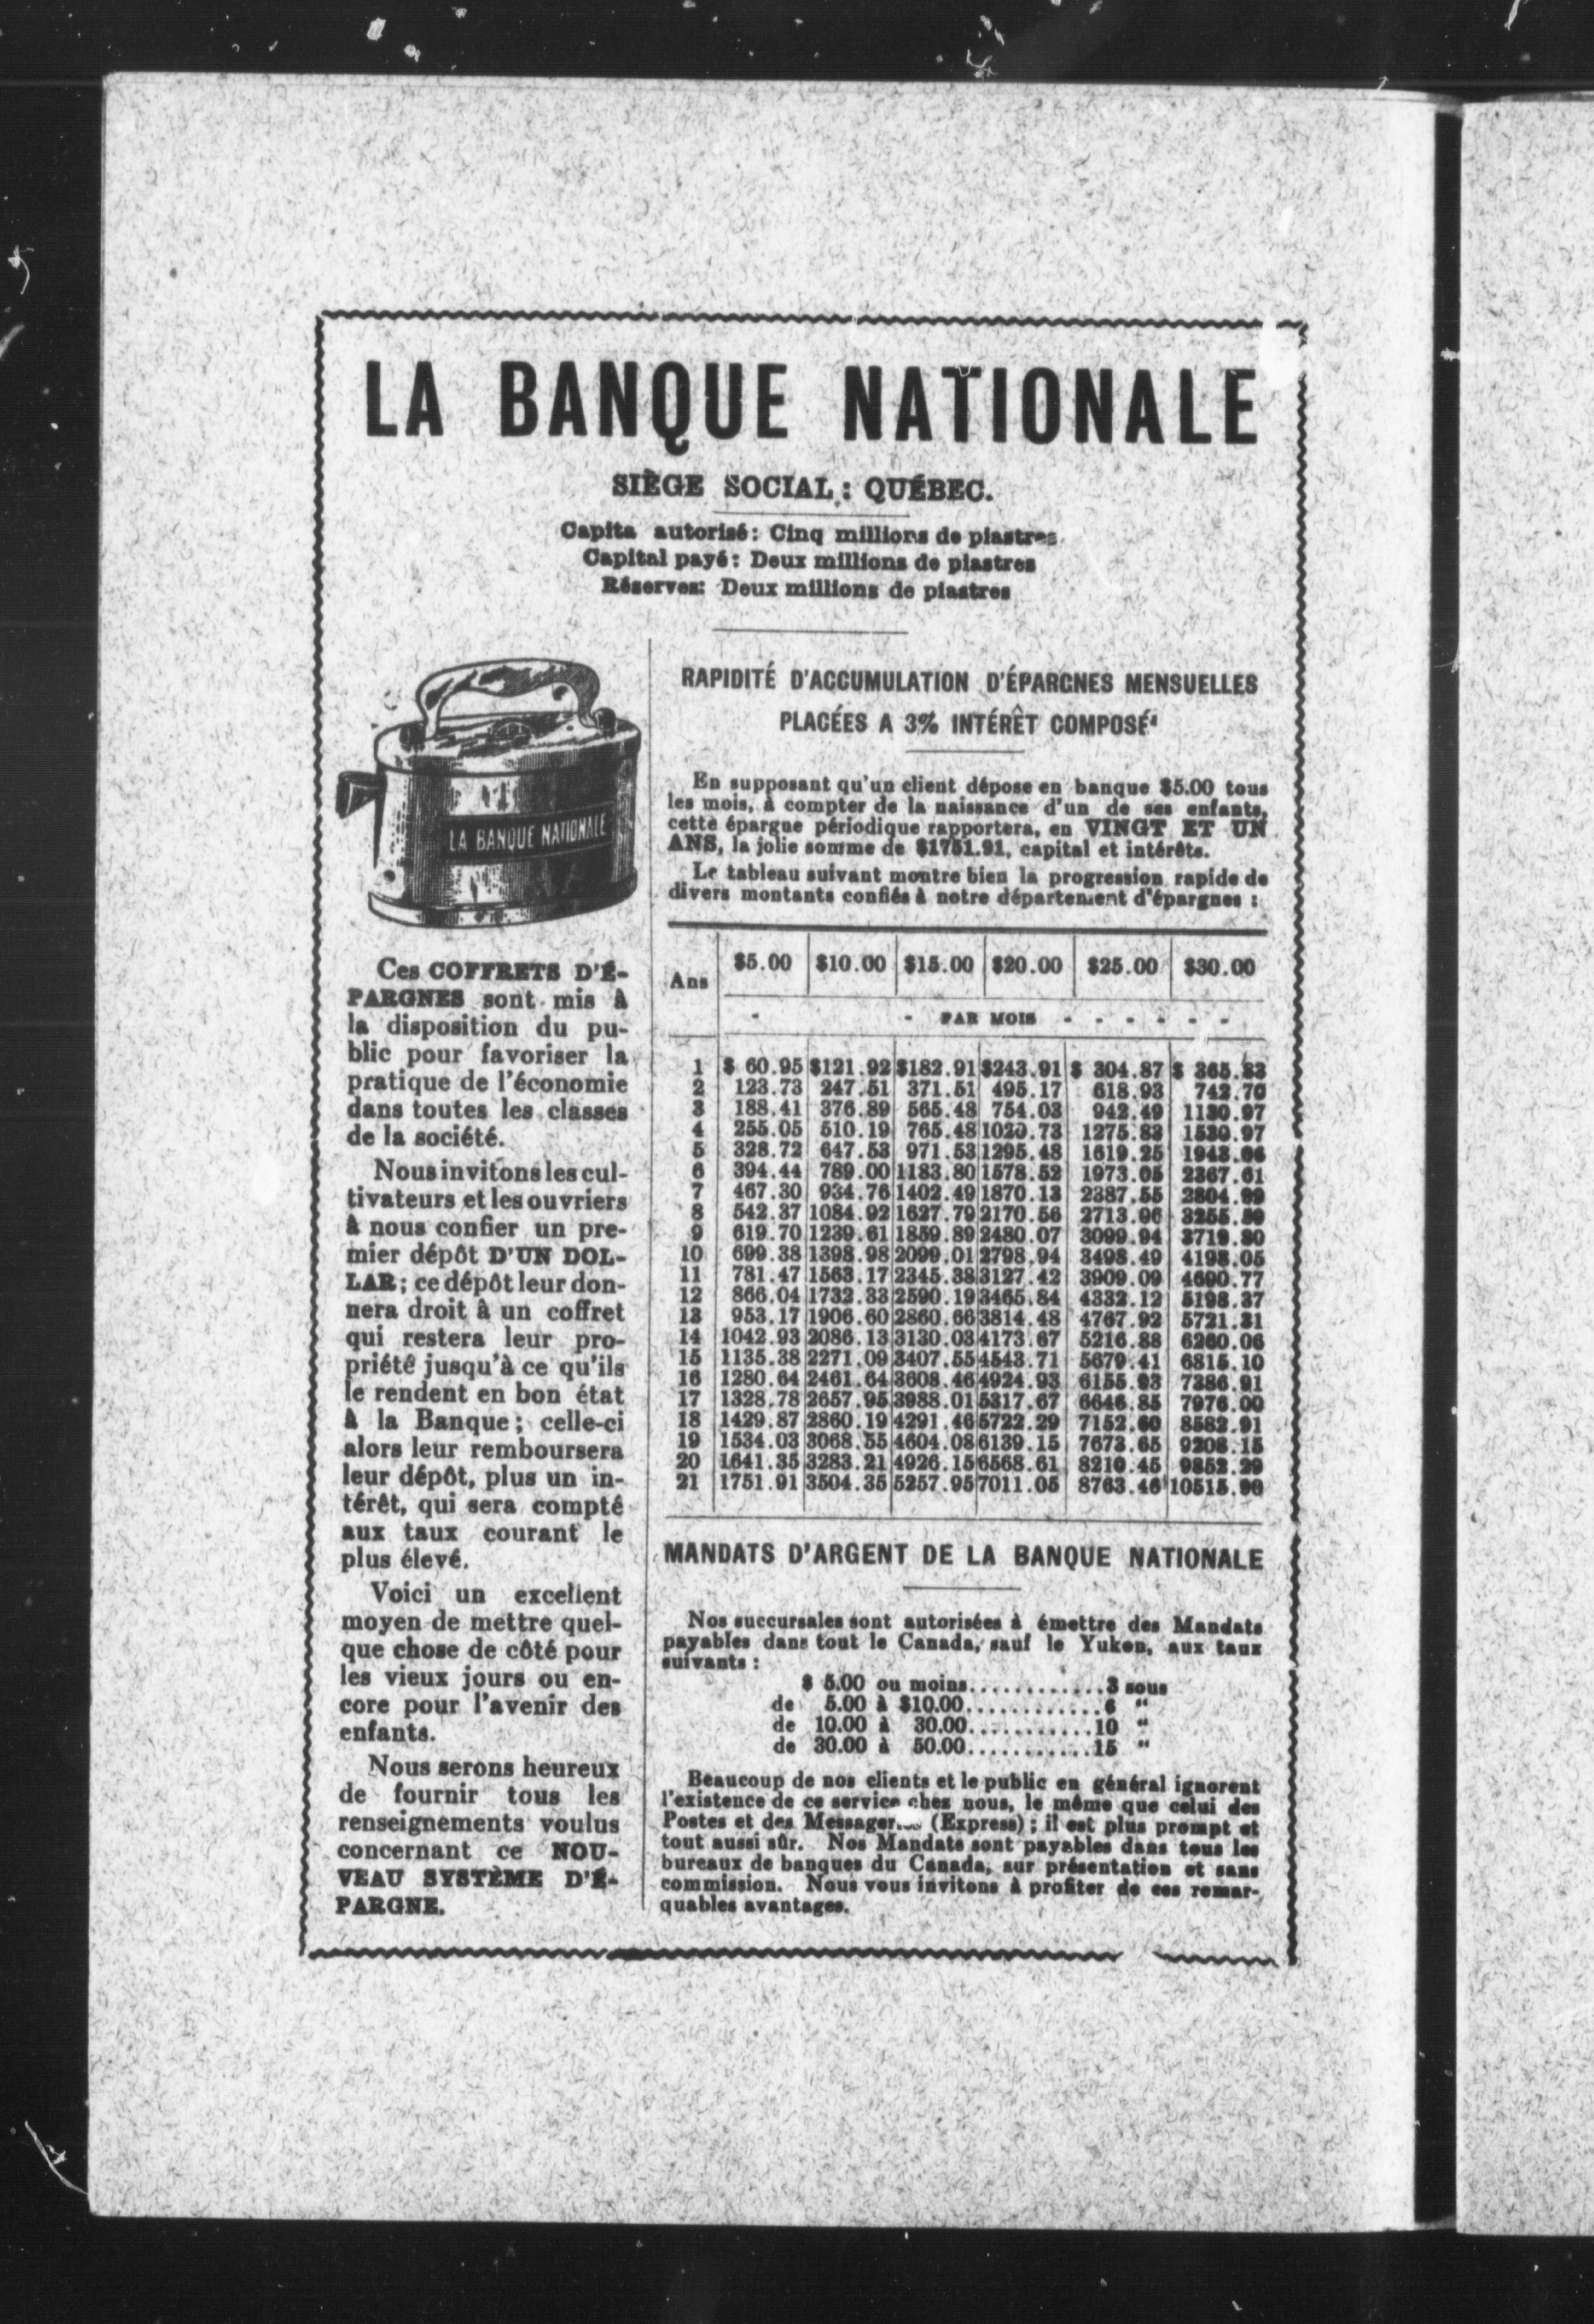 LA BANQUE NATIONALE
SIÈGE SOCIAL : QUÉBEC.
Capita autorisé: Cinq millions de piastres
Capital payé: Deux millions de piastres
Réserves: Deux millions de piastres
LA BANQUE NATIONALE
Ces COFFRETS D'É-
PARGNES sont mis à
la disposition du pu-
blic pour favoriser la
pratique de l'économie
dans toutes les classes
de la société.
Nous invitons les cul-
tivateurs et les ouvriers
à nous confier un pre-
mier dépôt D'UN DOL-
LAR; ce dépôt leur don-
nera droit à un coffret
qui restera leur pro-
priété jusqu'à ce qu'ils
le rendent en bon état
à la Banque; celle-ci
alors leur remboursera
leur dépôt, plus un in-
térêt, qui sera compté
aux taux courant le
plus élevé.
Voici un excellent
moyen de mettre quel-
que chose de côté pour
les vieux jours ou en-
core pour l'avenir des
enfants.
Nous serons heureux
de fournir tous les
renseignements voulus
concernant ce NOU-
VEAU SYSTÈME D'É-
PARGNE.
RAPIDITÉ D'ACCUMULATION D'ÉPARGNES MENSUELLES
PLACÉES A 3% INTÉRÊT COMPOSÉ
En supposant qu'un client dépose en banque $5.00 tous
les mois, à compter de la naissance d'un de ses enfants,
cette épargne périodique rapportera, en VINGT ET UN
ANS, la jolie somme de $1751.91, capital et intérêts.
Le tableau suivant montre bien la progression rapide de
divers montants confiés à notre département d'épargnes :
Ans $5.00 $10.00 $15.00 $20.00 $25.00 $30.00
- - PAR MOIS - - - - - -
1 $ 60.95 $121.92 $182.91 $243.91 $ 304.87 $ 365.83
2 123.73 247.51 371.51 495.17 618.93 742.70
3 188.41 376.89 565.48 754.03 942.49 1130.97
4 255.05 510.19 765.48 1020.73 1275.83 1530.97
5 328.72 647.53 971.53 1295.48 1619.25 1943.06
6 394.44 789.00 1183.80 1578.52 1973.05 2367.61
7 467.30 934.76 1402.49 1870.13 2387.55 2804.99
8 542.37 1084.92 1627.79 2170.56 2713.06
9 619.70 1239.61 1859.89 2480.07 3099.94 3719.80
10 699.38 1398.98 2099.01 2798.94 3498.49 4198.05
11 781.47 1563.17 2345.38 3127.42 3909.09 4690.77
12 866.04 1732.33 2590.19 3465.84 4332.12 5198.37
13 953.17 1906.60 2860.66 3814.48 4767.92 5721.31
14 1042.93 2086.13 3130.03 4173.67 5216.88 6260.06
15 1135.38 2271.09 3407.55 4543.71 5679.41 6815.10
16 1280.64 2461.64 3608.46 4924.93 6155.93 7386.91
17 1328.78 2657.95 3988.01 5317.67 6646.85 7976.00
18 1429.87 2860.19 4291.46 5722.29 7152.60 8582.91
19 1534.03 3068.55 4604.08 6139.15 7673.65 9208.15
20 1641.35 3283.21 4926.15 6568.61 8210.45 9852.29
21 1751.91 3504.35 5257.95 7011.05 8763.46 10515.90
MANDATS D'ARGENT DE LA BANQUE NATIONALE
Nos succursales sont autorisées à émettre des Mandats
payables dans tout le Canada, sauf le Yukon, aux taux
suivants :
$ 5.00 ou moins.............3 sous
de 5.00 à $10.00.............6 "
de 10.00 à 30.00............10 "
de 30.00 à 50.00............15 "
Beaucoup de nos clients et le public en général ignorent
l'existence de ce service chez nous, le même que celui des
Postes et des (Express) ; il est plus prompt et
tout aussi sûr. Nos Mandats sont payables dans tous les
bureaux de banques du Canada, sur présentation et sans
commission. Nous vous invitons à profiter de ces remar-
quables avantages.